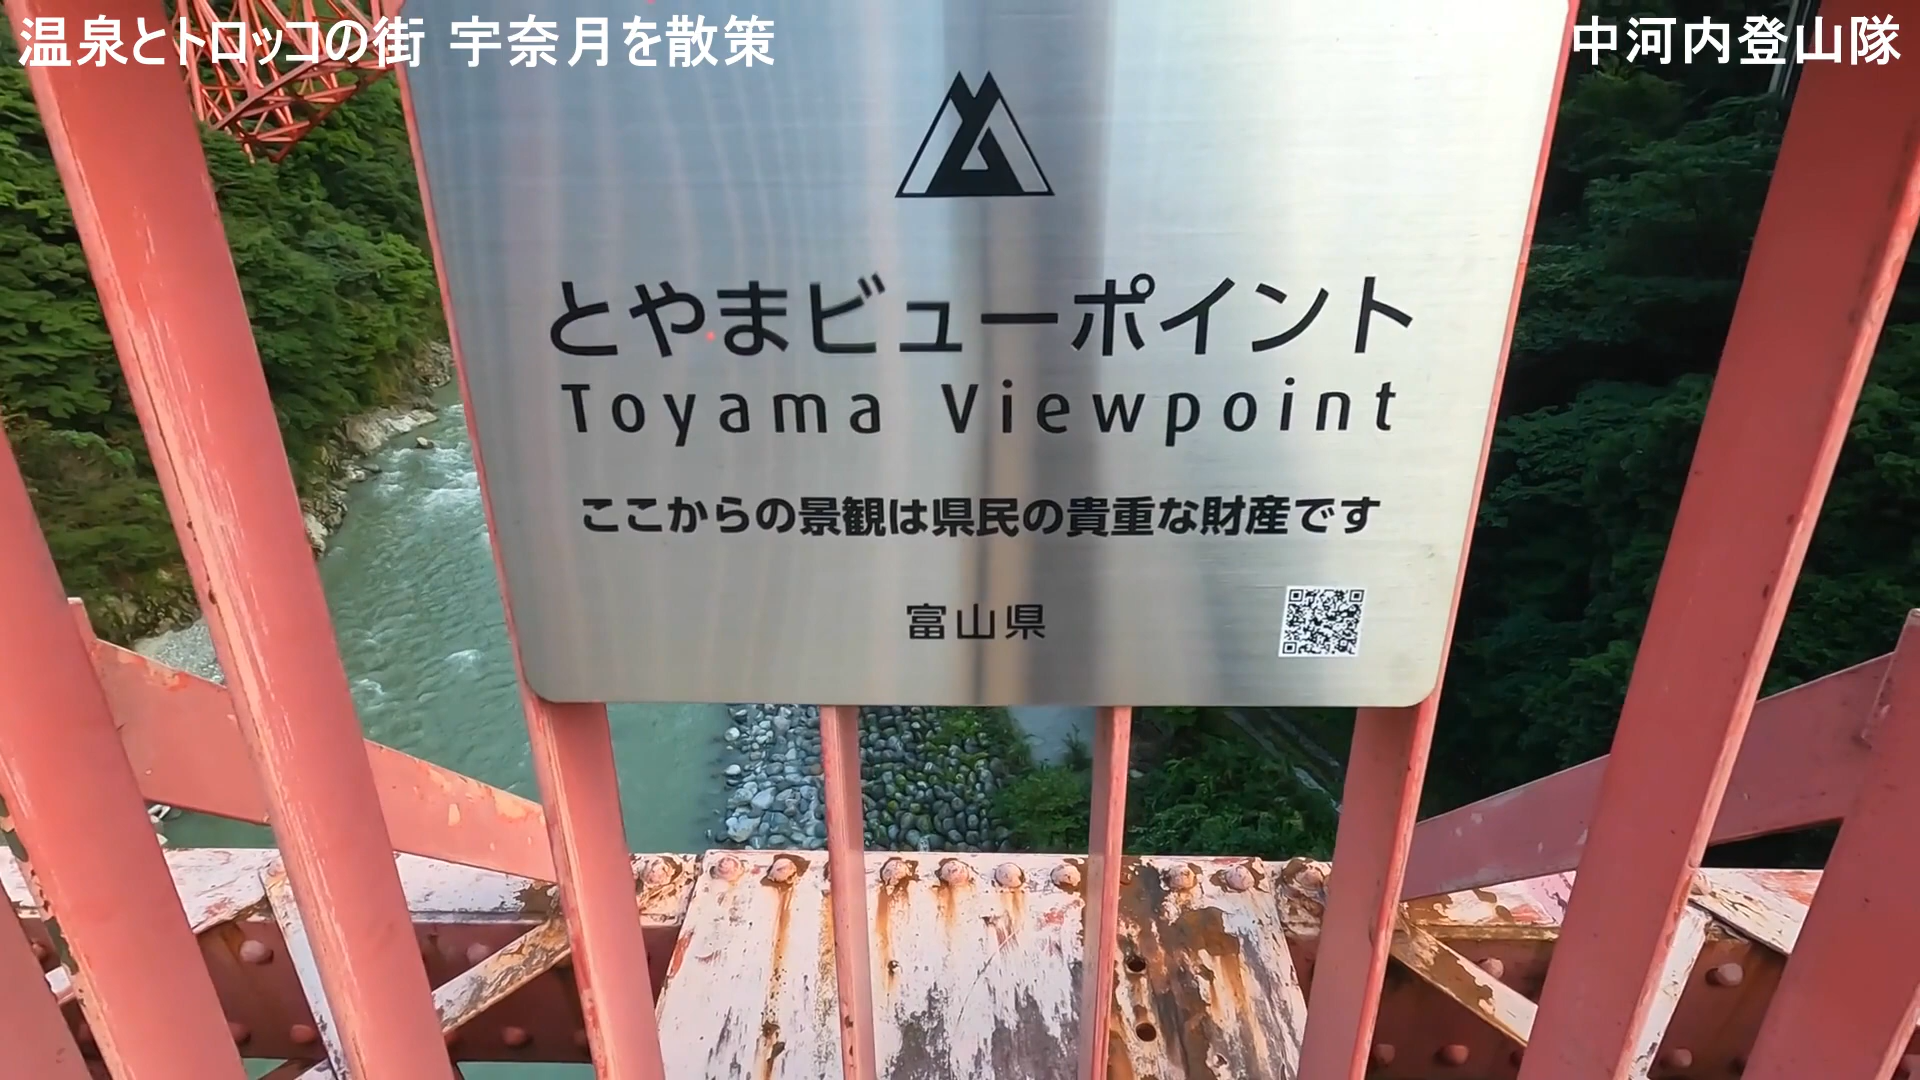 温泉とトロッコの街 宇奈月を散策
中河内登山隊
とやまビューポイント
Toyama Viewpoint
ここからの景観は県民の貴重な財産です
富山県